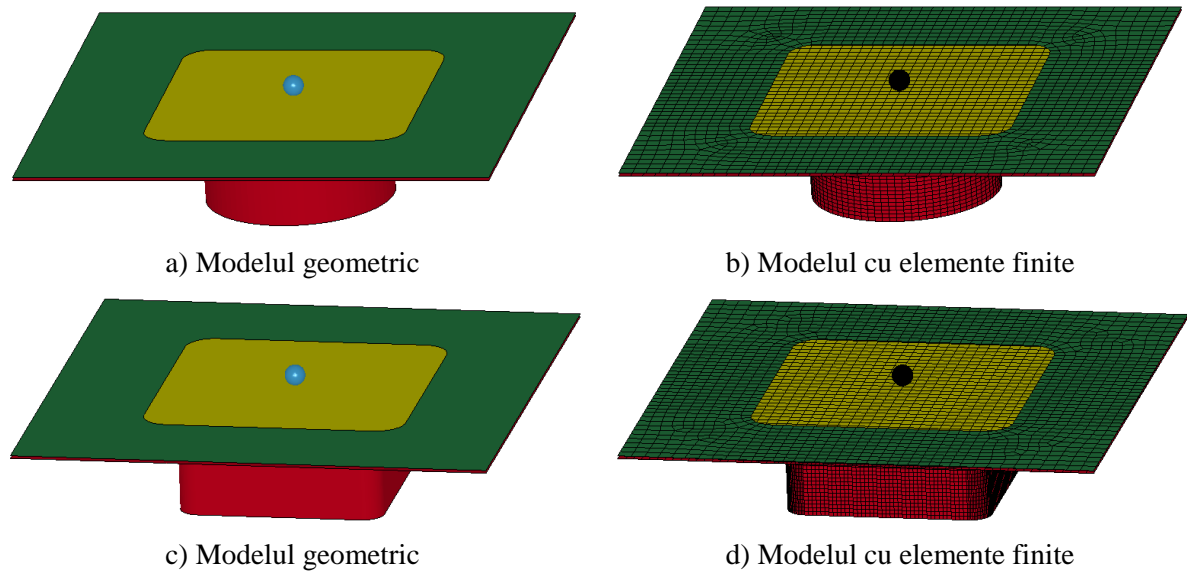 a) Modelul geometric
b) Modelul cu elemente finite
c) Modelul geometric
d) Modelul cu elemente finite